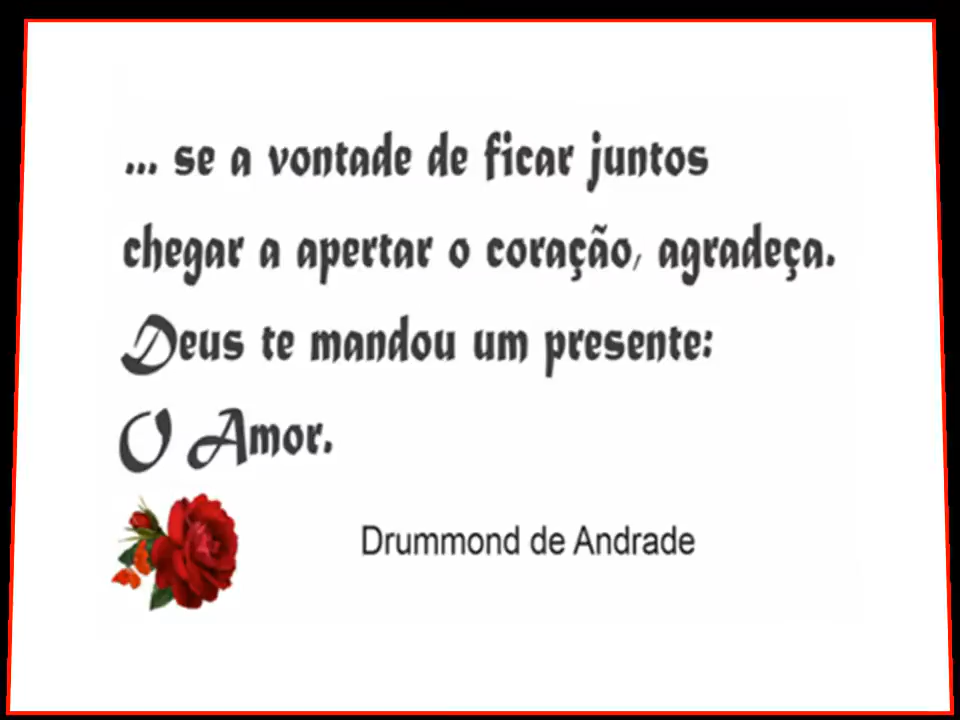 ... se a vontade de ficar juntos
chegar a apertar o coração, agradeça.
Deus te mandou um presente:
O Amor.
Drummond de Andrade